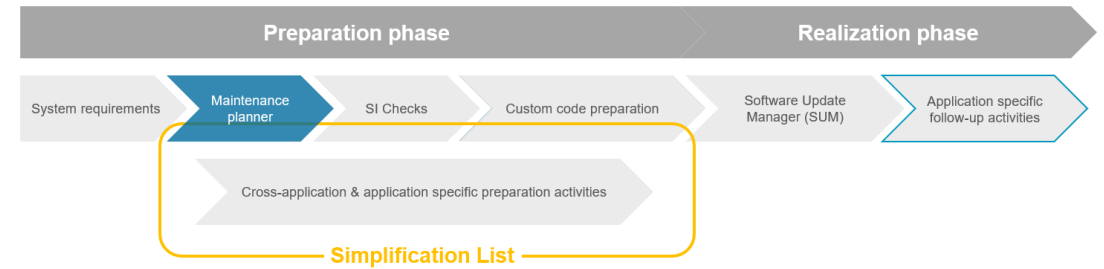 Preparation phase
Realization phase
System requirements
Maintenance
planner
SI Checks
Custom code preparation
Software Update
Manager (SUM)
Application specific
follow-up activities
Cross-application & application specific preparation activities
Simplification List